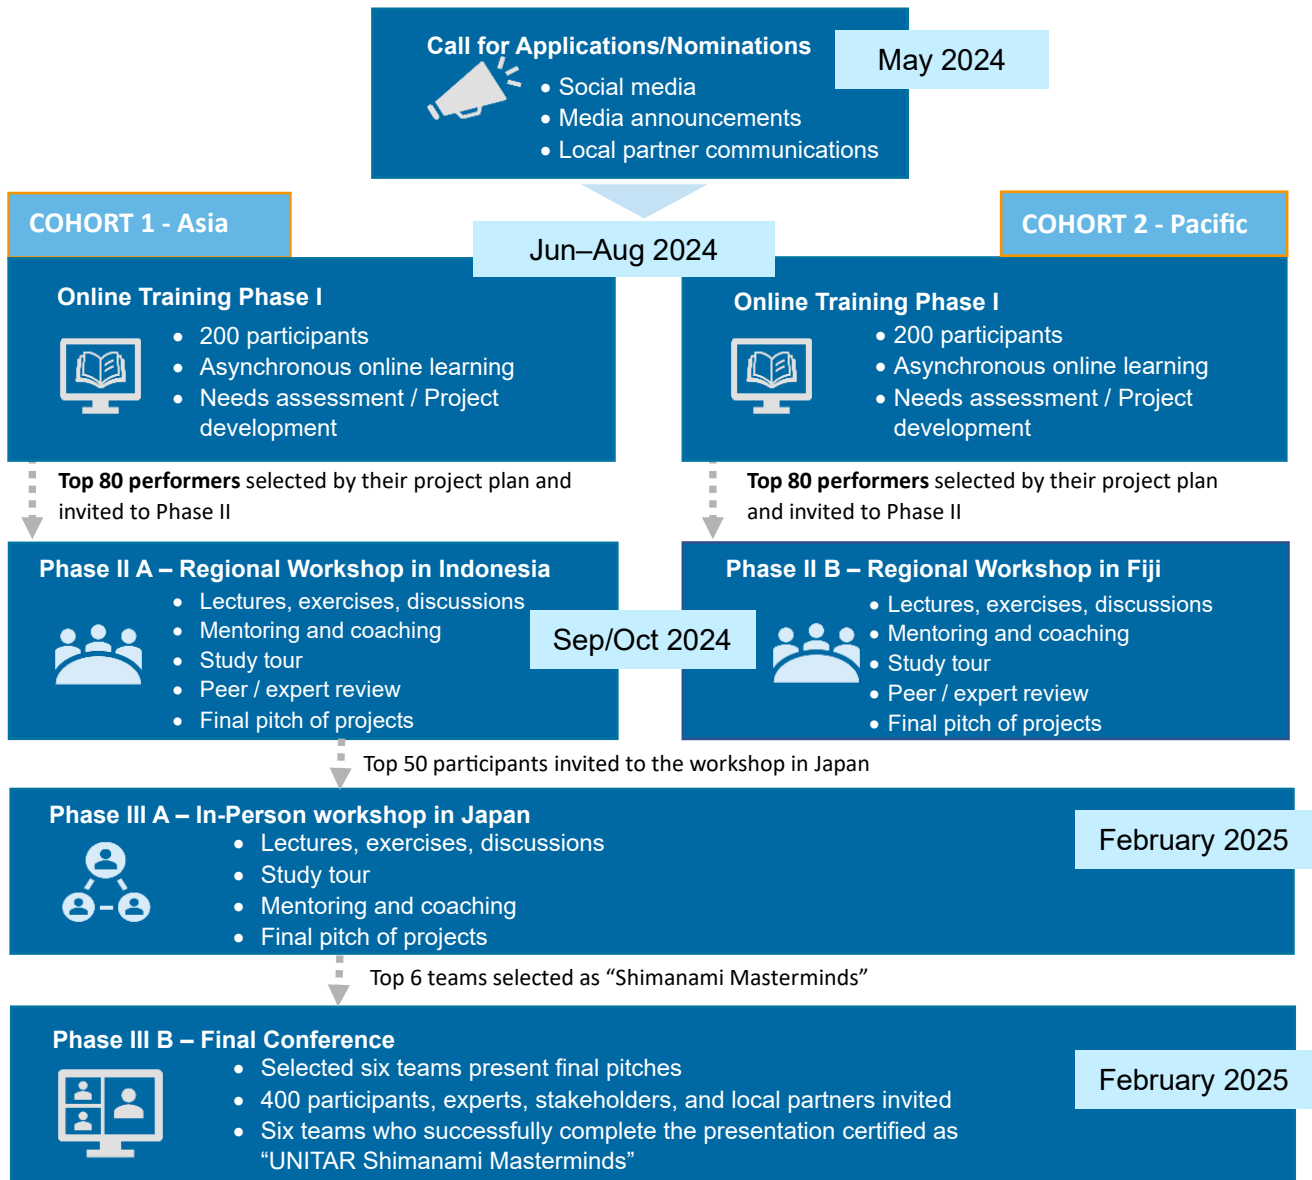 Call for Applications/Nominations
May 2024
• Social media
• Media announcements
• Local partner communications
COHORT 1 - Asia
COHORT 2 - Pacific
Jun–Aug 2024
Online Training Phase I
• 200 participants
• Asynchronous online learning
• Needs assessment / Project
development
Online Training Phase I
• 200 participants
• Asynchronous online learning
• Needs assessment / Project
development
Top 80 performers selected by their project plan and
invited to Phase II
Top 80 performers selected by their project plan
and invited to Phase II
Phase II A – Regional Workshop in Indonesia
• Lectures, exercises, discussions
• Mentoring and coaching
• Study tour
• Peer / expert review
• Final pitch of projects
Sep/Oct 2024
Phase II B – Regional Workshop in Fiji
• Lectures, exercises, discussions
• Mentoring and coaching
• Study tour
• Peer / expert review
• Final pitch of projects
Top 50 participants invited to the workshop in Japan
Phase III A – In-Person workshop in Japan
• Lectures, exercises, discussions
• Study tour
• Mentoring and coaching
• Final pitch of projects
February 2025
Top 6 teams selected as “Shimanami Masterminds”
Phase III B – Final Conference
• Selected six teams present final pitches
• 400 participants, experts, stakeholders, and local partners invited
• Six teams who successfully complete the presentation certified as
“UNITAR Shimanami Masterminds”
February 2025